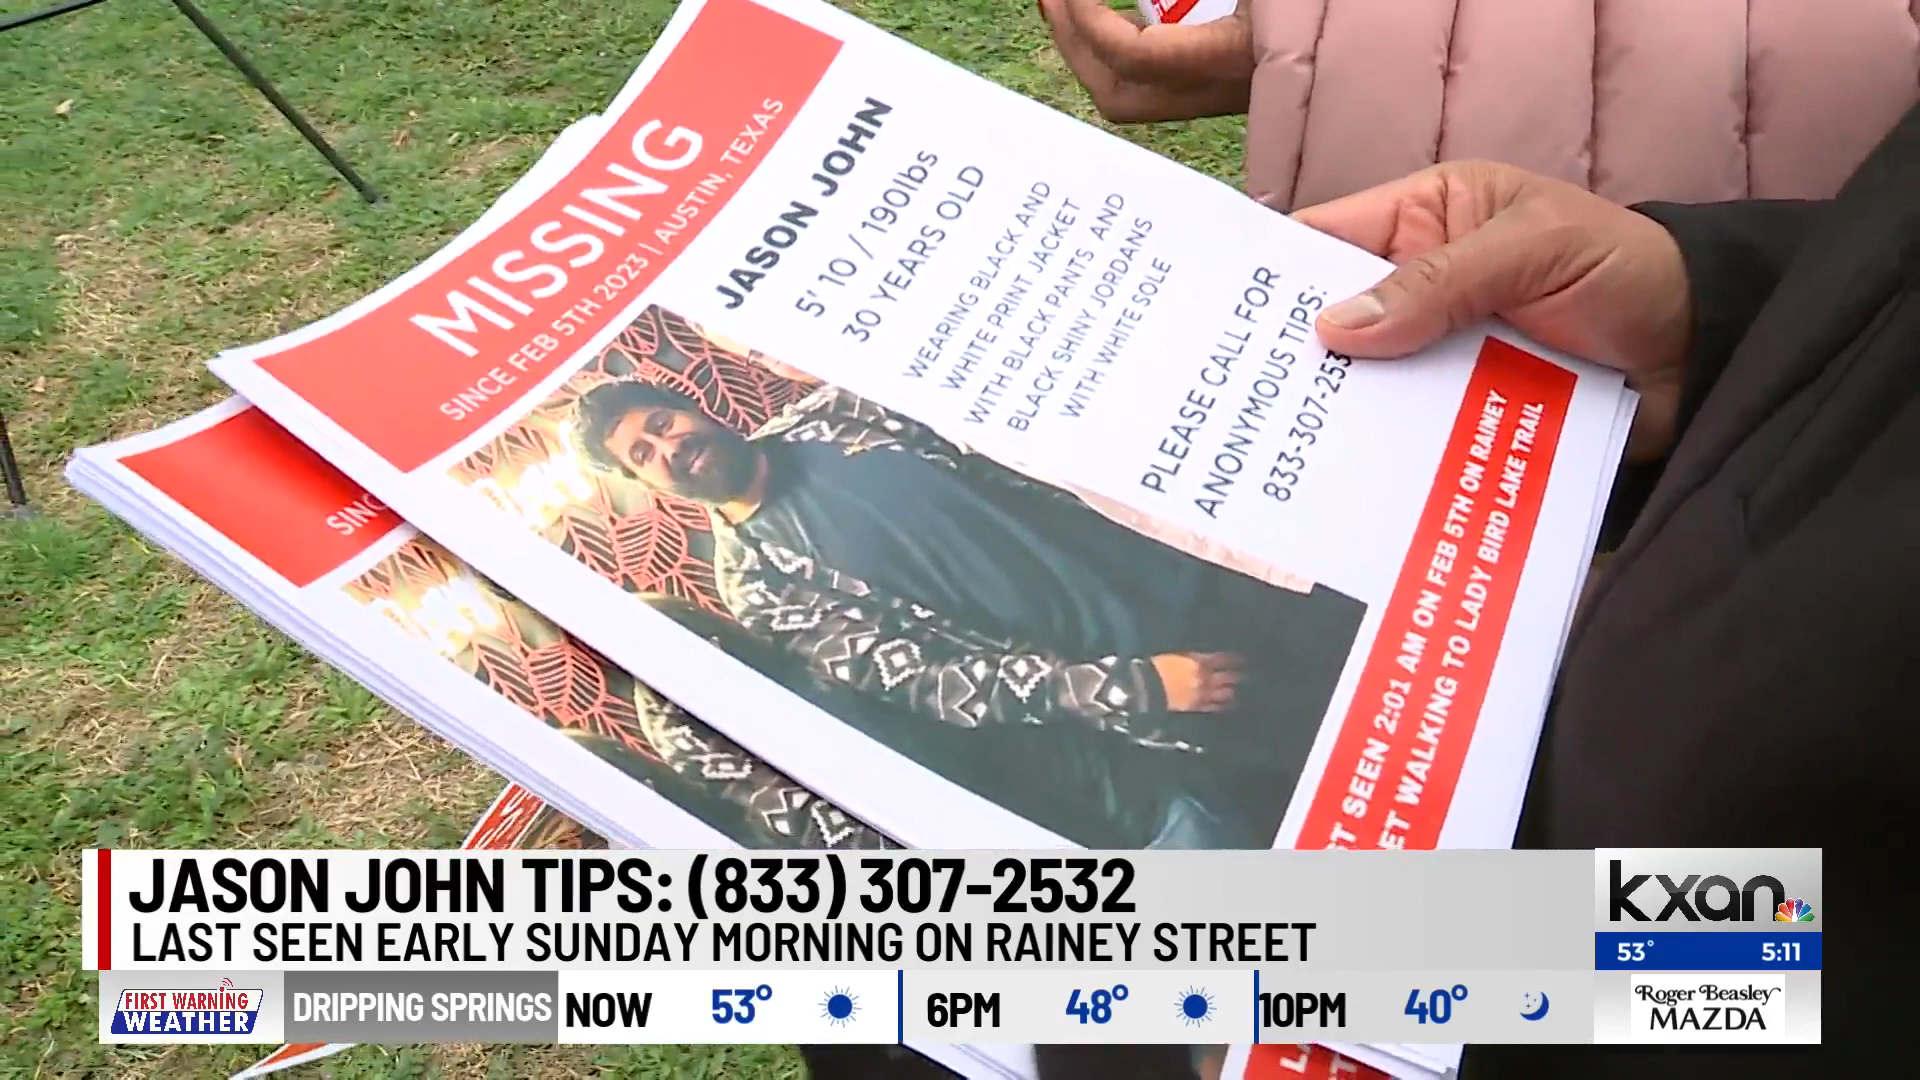 MISSING
SINCE FEB 5TH 2023 | AUSTIN, TEXAS
JASON JOHN
5' 10 / 190lbs
30 YEARS OLD
WEARING BLACK AND
WHITE PRINT JACKET
WITH BLACK PANTS AND
BLACK SHINY JORDANS
WITH WHITE SOLE
PLEASE CALL FOR
ANONYMOUS TIPS:
833-307-253
SEEN 2:01 AM ON FEB 5TH ON RAINEY
WALKING TO LADY BIRD LAKE TRAIL
SINC
JASON JOHN TIPS: (833) 307-2532
LAST SEEN EARLY SUNDAY MORNING ON RAINEY STREET
kxan
53° 5:11
FIRST WARNING
WEATHER
DRIPPING SPRINGS
NOW 53°
6PM 48°
10PM 40°
Roger Beasley
MAZDA